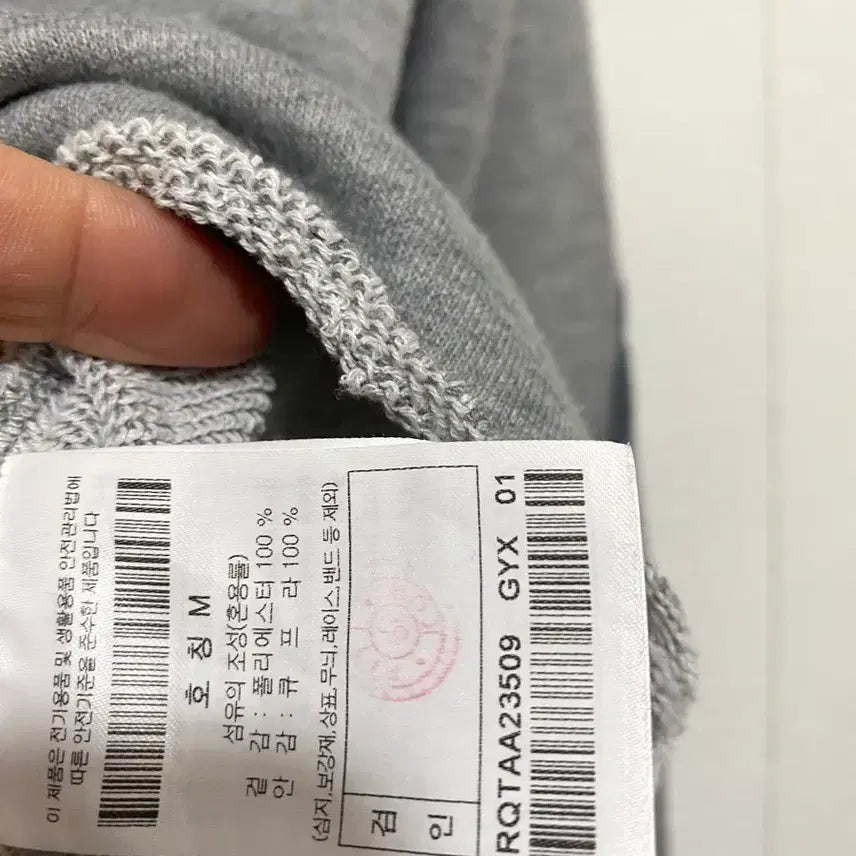 이 제품은 전기용품 및 생활용품 안전관리법에
따른 안전기준을 준수한 제품입니다
호 칭 M
섬유의 조성(혼용률)
겉 감 : 폴리에스터 100 %
안 감 : 큐 프 라 100 %
(심지,보강재,상표,무늬,레이스,밴드 등 제외)
검
인
RQTAA23509 GYX 01